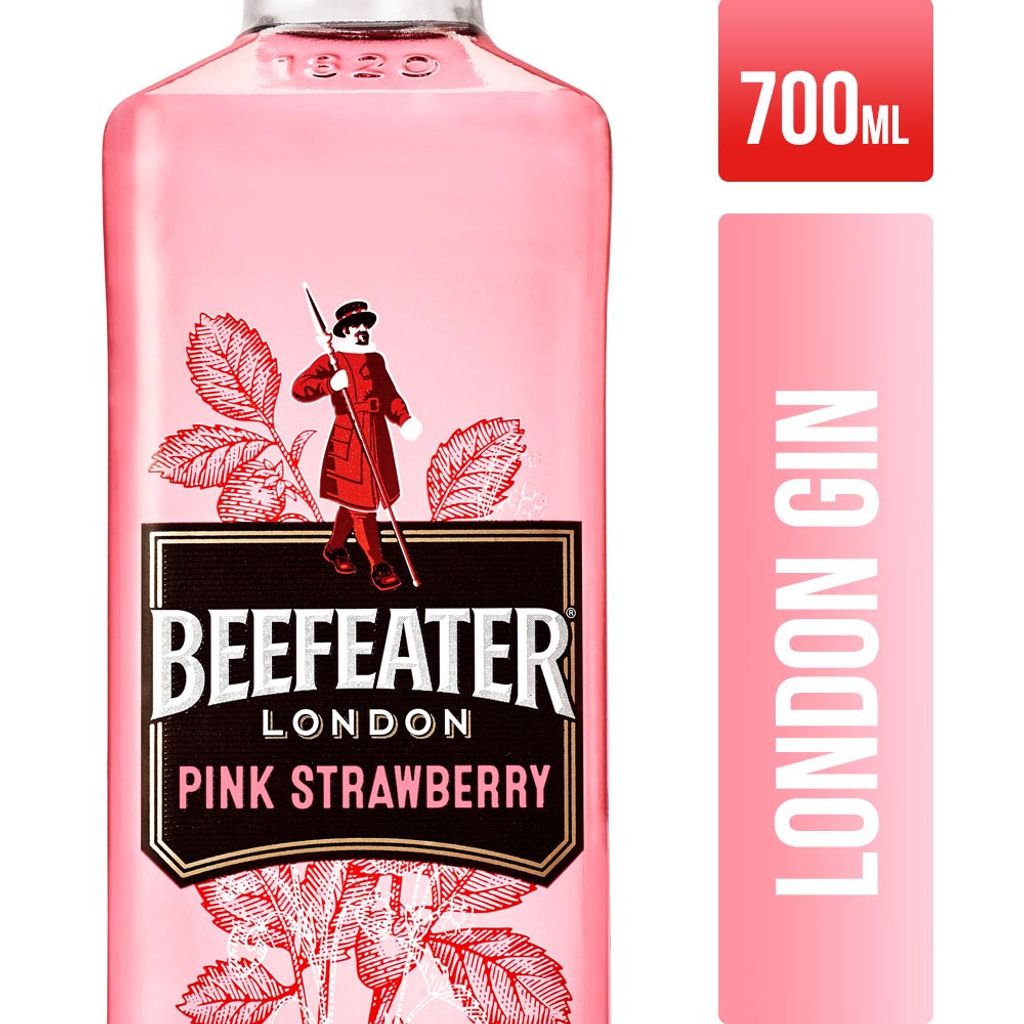 1820
700ML
BEEFEATER®
LONDON
PINK STRAWBERRY
LONDON GIN